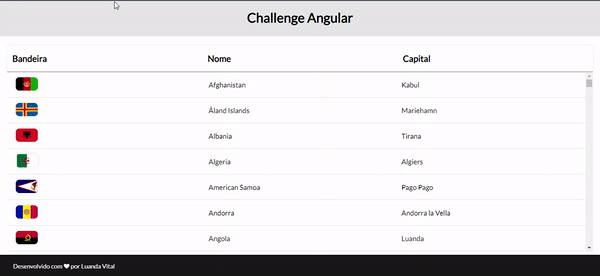 Challenge Angular
Bandeira Nome Capital
Afghanistan Kabul
Åland Islands Mariehamn
Albania Tirana
Algeria Algiers
American Samoa Pago Pago
Andorra Andorra la Vella
Angola Luanda
Desenvolvido com ❤ por Luanda Vital